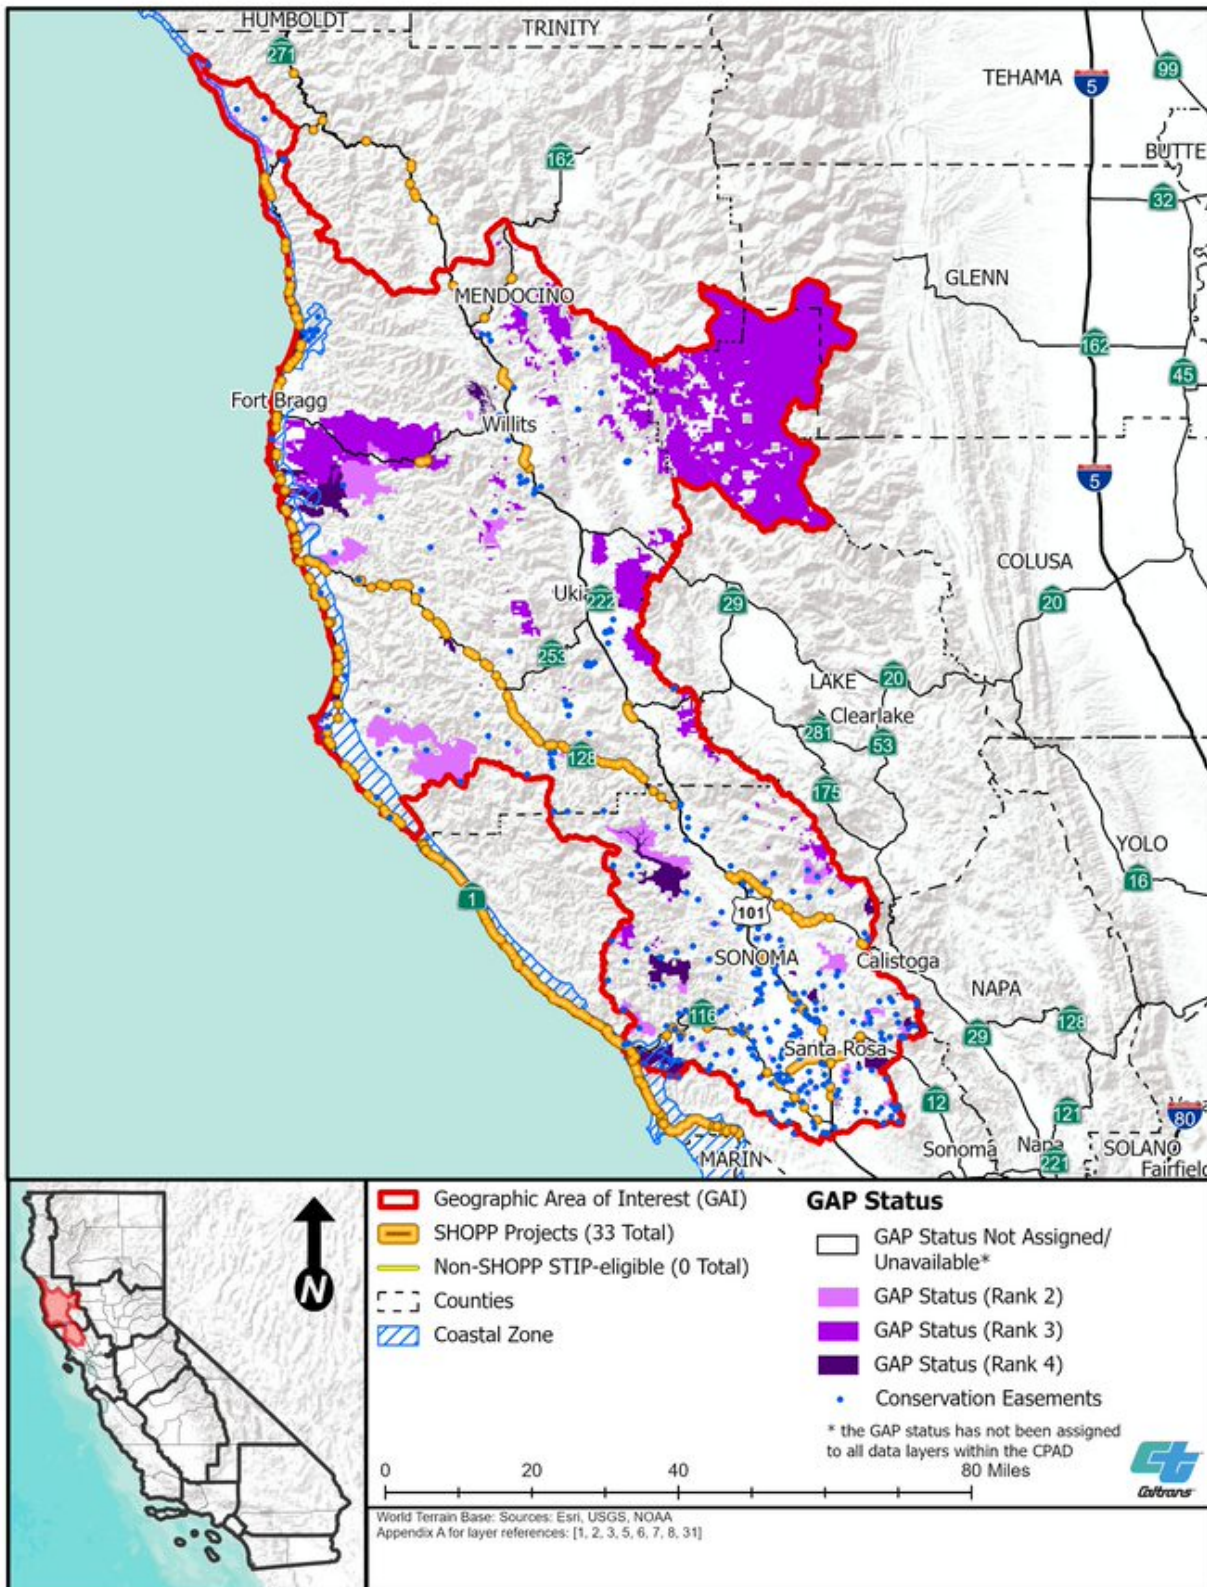 HUMBOLDT
TRINITY
271
TEHAMA
5
99
BUTTE
162
32
GLENN
MENDOCINO
162
45
Fort Bragg
Willits
5
COLUSA
20
Uki
222
29
253
LAKE
20
Clearlake
281
53
128
175
YOLO
16
1
101
SONOMA
Calistoga
NAPA
116
128
29
Santa Rosa
12
121
80
Sonoma
Napa
SOLANO
MARIN
221
Fairfield
Geographic Area of Interest (GAI)
SHOPP Projects (33 Total)
Non-SHOPP STIP-eligible (0 Total)
Counties
Coastal Zone
GAP Status
GAP Status Not Assigned/
Unavailable*
GAP Status (Rank 2)
GAP Status (Rank 3)
GAP Status (Rank 4)
Conservation Easements
* the GAP status has not been assigned
to all data layers within the CPAD
N
0 20 40 80 Miles
ct
Caltrans
World Terrain Base: Sources: Esri, USGS, NOAA
Appendix A for layer references: [1, 2, 3, 5, 6, 7, 8, 31]